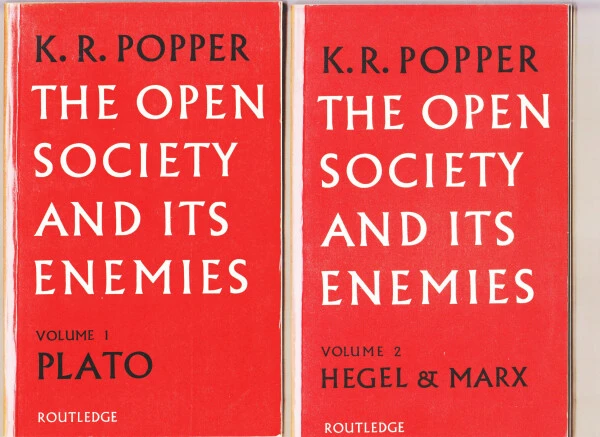 K. R. POPPER
THE OPEN
SOCIETY
AND ITS
ENEMIES
VOLUME 1
PLATO
ROUTLEDGE
K. R. POPPER
THE OPEN
SOCIETY
AND ITS
ENEMIES
VOLUME 2
HEGEL & MARX
ROUTLEDGE